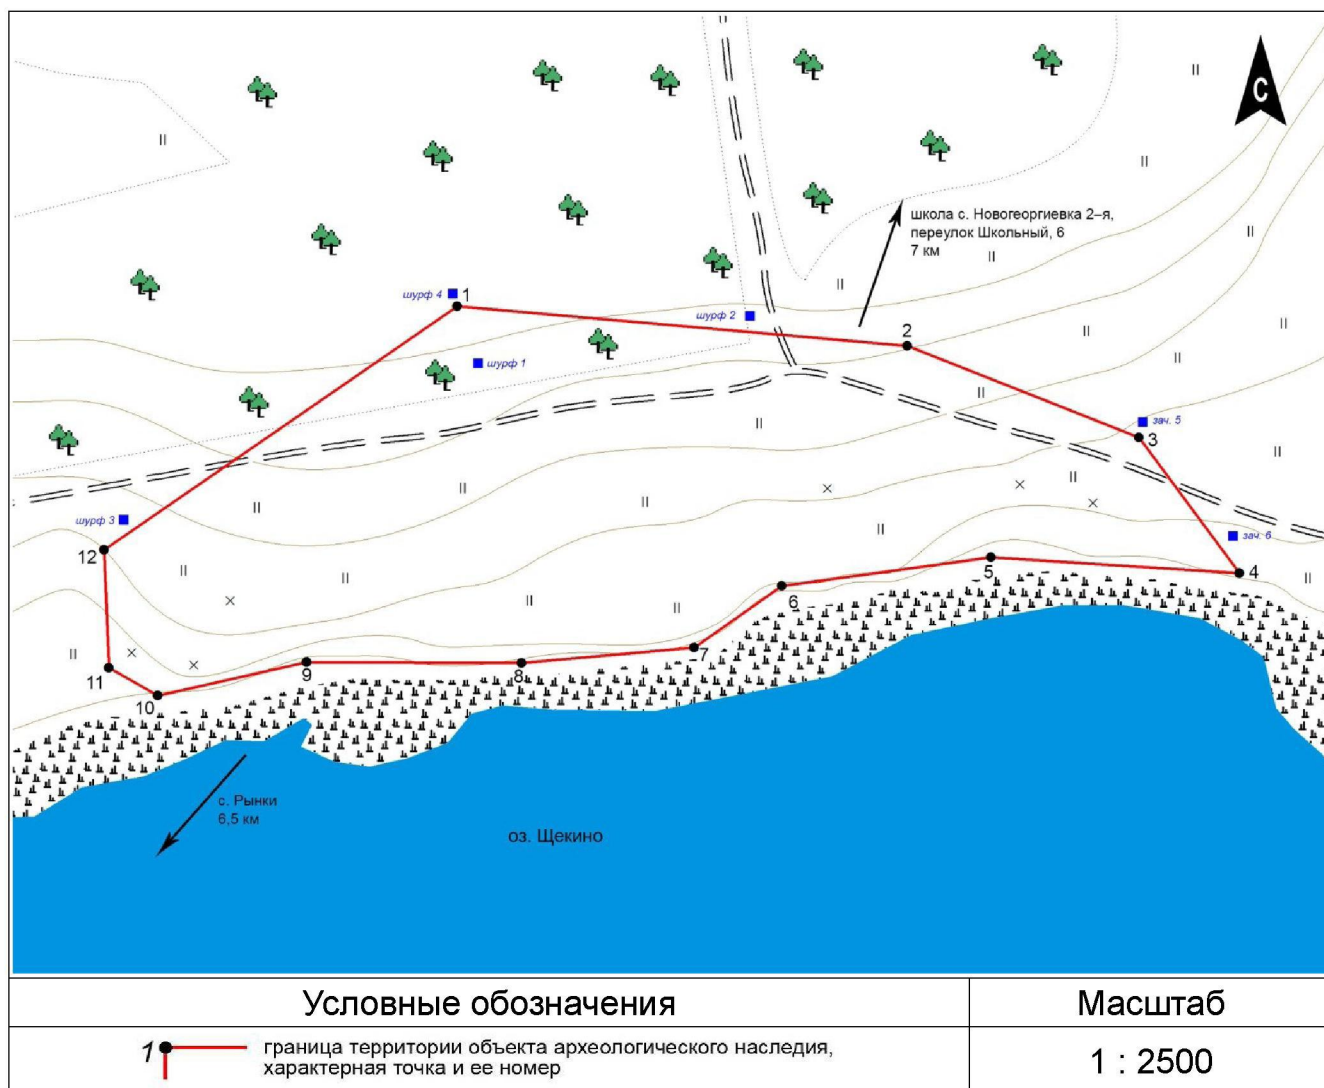 С
школа с. Новогеоргиевка 2–я,
переулок Школьный, 6
7 км
шурф 4
1
шурф 2
2
шурф 1
зач. 5
3
шурф 3
12
зач. 6
4
5
6
7
8
9
11
10
с. Рынки
6,5 км
оз. Щекино
Условные обозначения
Масштаб
1
граница территории объекта археологического наследия,
характерная точка и ее номер
1 : 2500